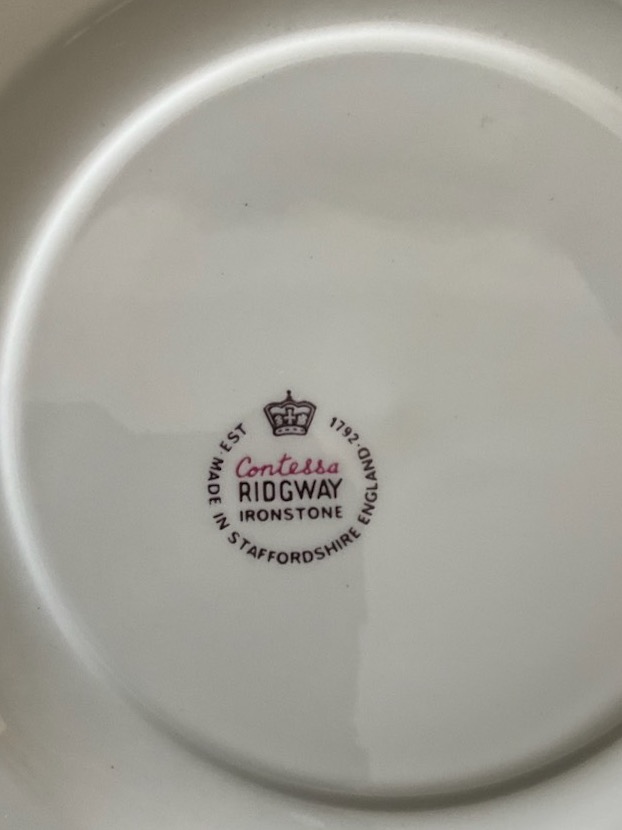 EST 1792·
MADE IN STAFFORDSHIRE ENGLAND·
Contessa
RIDGWAY
IRONSTONE